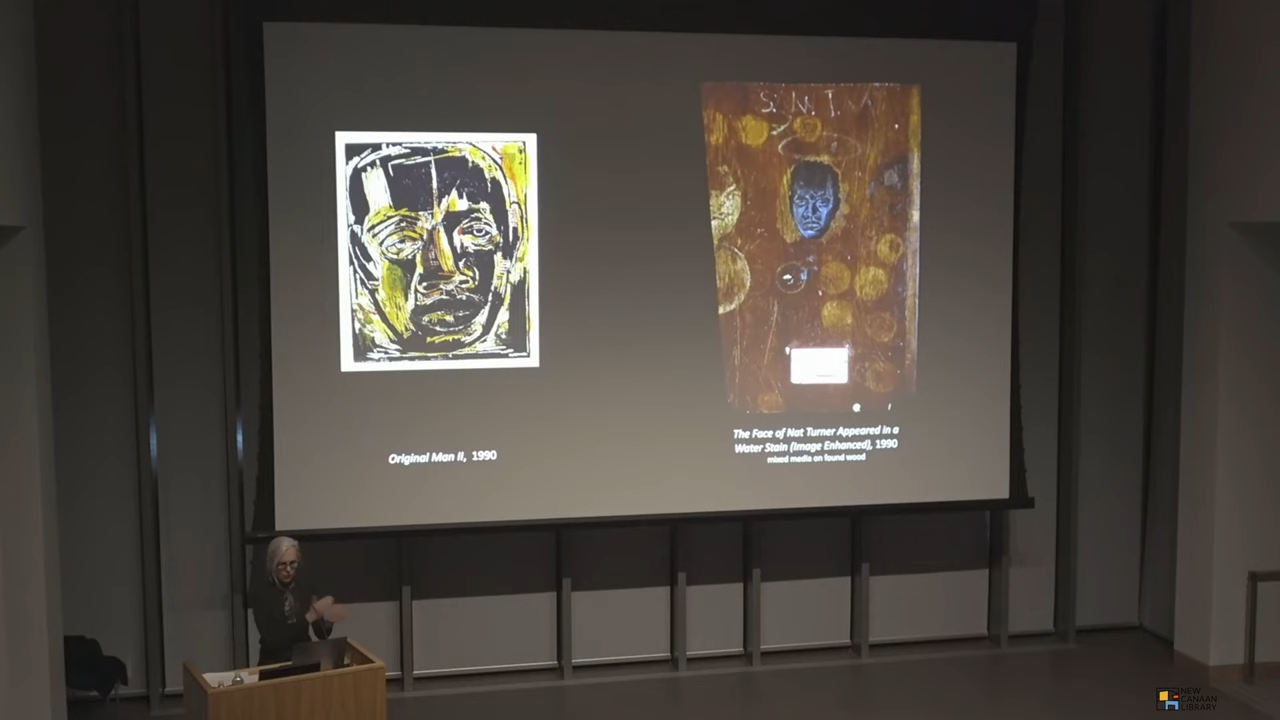 S. W. I. M
Original Man II, 1990
The Face of Nat Turner Appeared in a
Water Stain (Image Enhanced), 1990
mixed media on found wood
NEW
CANAAN
LIBRARY